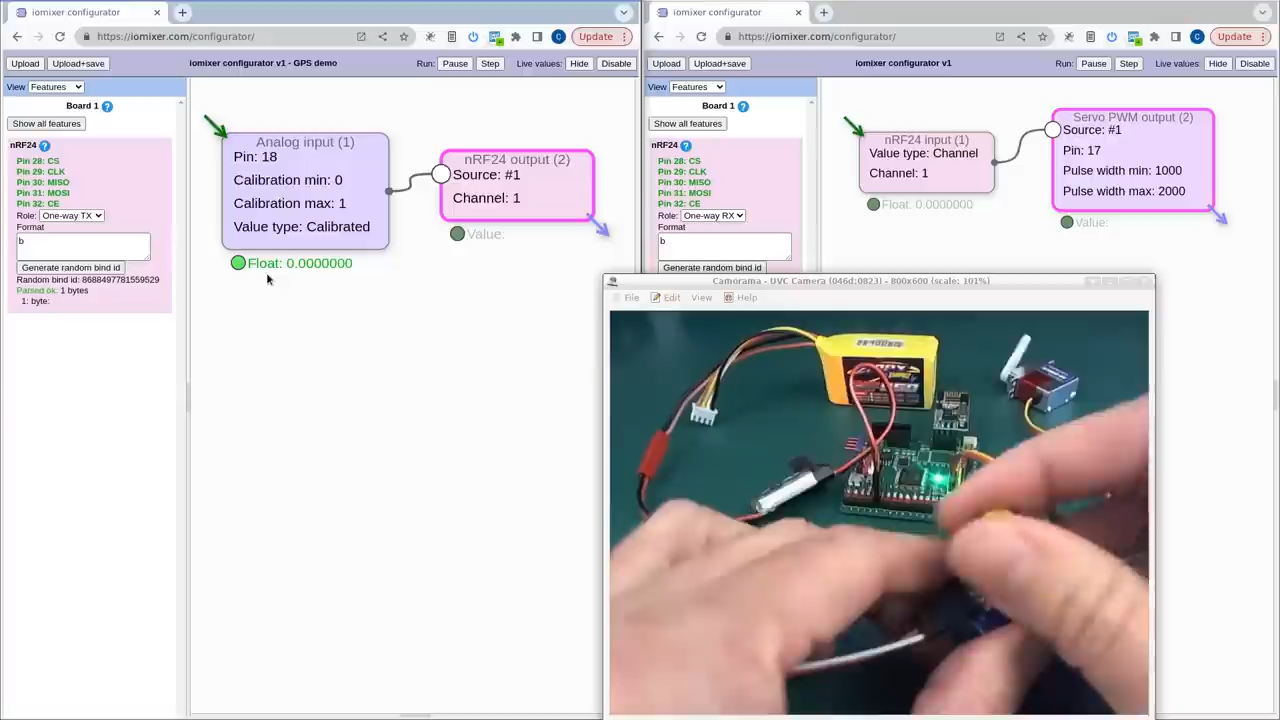 iomixer configurator
https://iomixer.com/configurator/
C
Update
Upload
Upload+save
iomixer configurator v1 - GPS demo
Run:
Pause
Step
Live values:
Hide
Disable
View
Features
Board 1
?
Show all features
nRF24 ?
Pin 28: CS
Pin 29: CLK
Pin 30: MISO
Pin 31: MOSI
Pin 32: CE
Role: One-way TX
Format
b
Generate random bind id
Random bind id: 8688497781559529
Parsed ok: 1 bytes
1: byte:
Analog input (1)
Pin: 18
Calibration min: 0
Calibration max: 1
Value type: Calibrated
Float: 0.0000000
nRF24 output (2)
Source: #1
Channel: 1
Value:
iomixer configurator
https://iomixer.com/configurator/
C
Update
Upload
Upload+save
iomixer configurator v1
Run:
Pause
Step
Live values:
Hide
Disable
View
Features
Board 1
?
Show all features
nRF24 ?
Pin 28: CS
Pin 29: CLK
Pin 30: MISO
Pin 31: MOSI
Pin 32: CE
Role: One-way RX
Format
b
Generate random bind id
nRF24 input (1)
Value type: Channel
Channel: 1
Float: 0.0000000
Servo PWM output (2)
Source: #1
Pin: 17
Pulse width min: 1000
Pulse width max: 2000
Value:
Camorama - UVC Camera (046d:0823) - 800x600 (scale: 101%)
File
Edit
View
Help